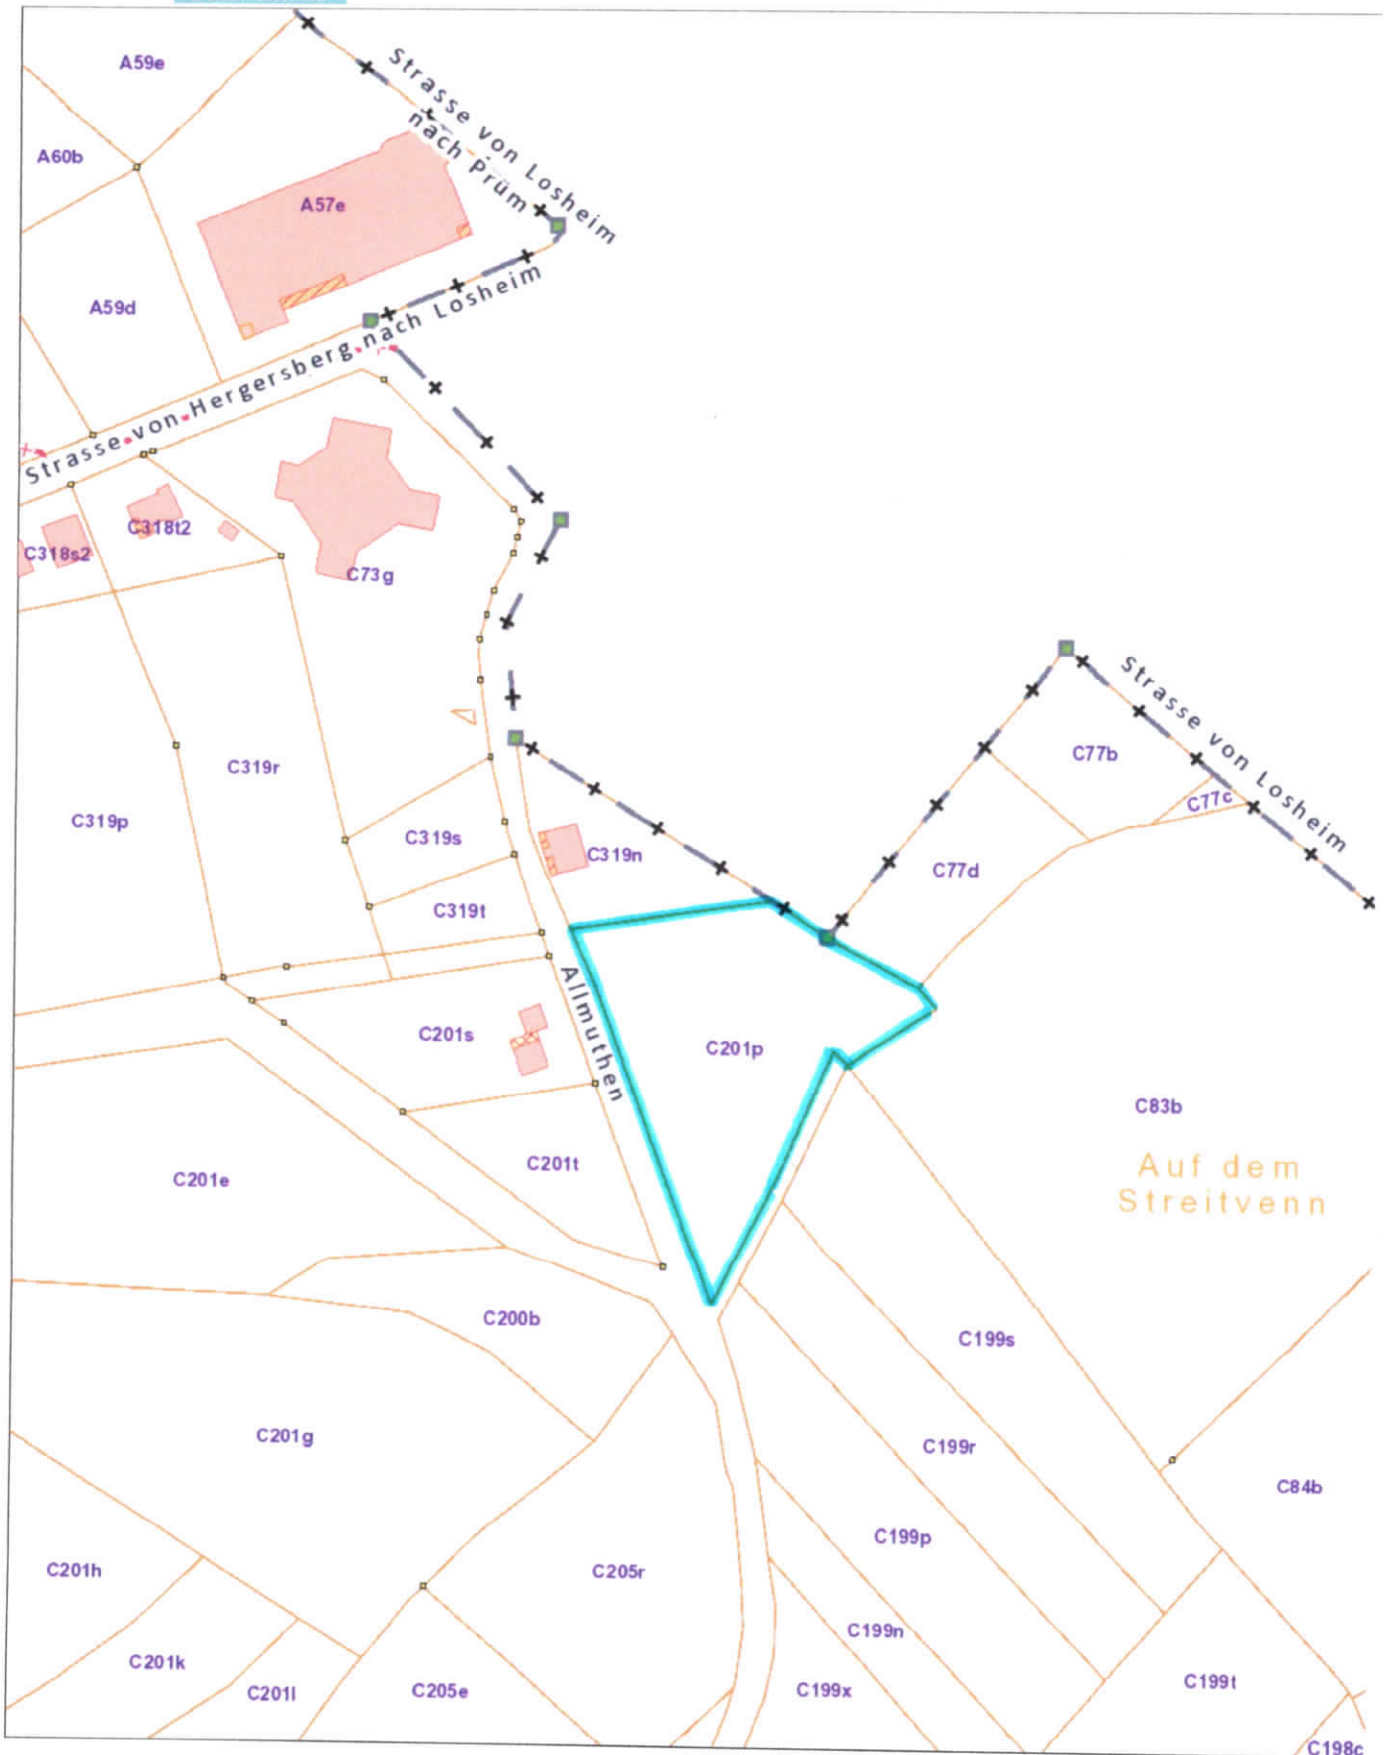 A59e
Strasse von Losheim
nach Prüm
A60b
A57e
A59d
Strasse von Hergersberg nach Losheim
C318t2
C318s2
C73g
Strasse von Losheim
C77b
C319r
C77c
C319p
C319s
C319n
C77d
C319t
Allmuthen
C201s
C201p
C83b
C201t
Auf dem
Streitvenn
C201e
C200b
C199s
C201g
C199r
C84b
C199p
C201h
C205r
C199n
C201k
C199t
C201l
C205e
C199x
C198c